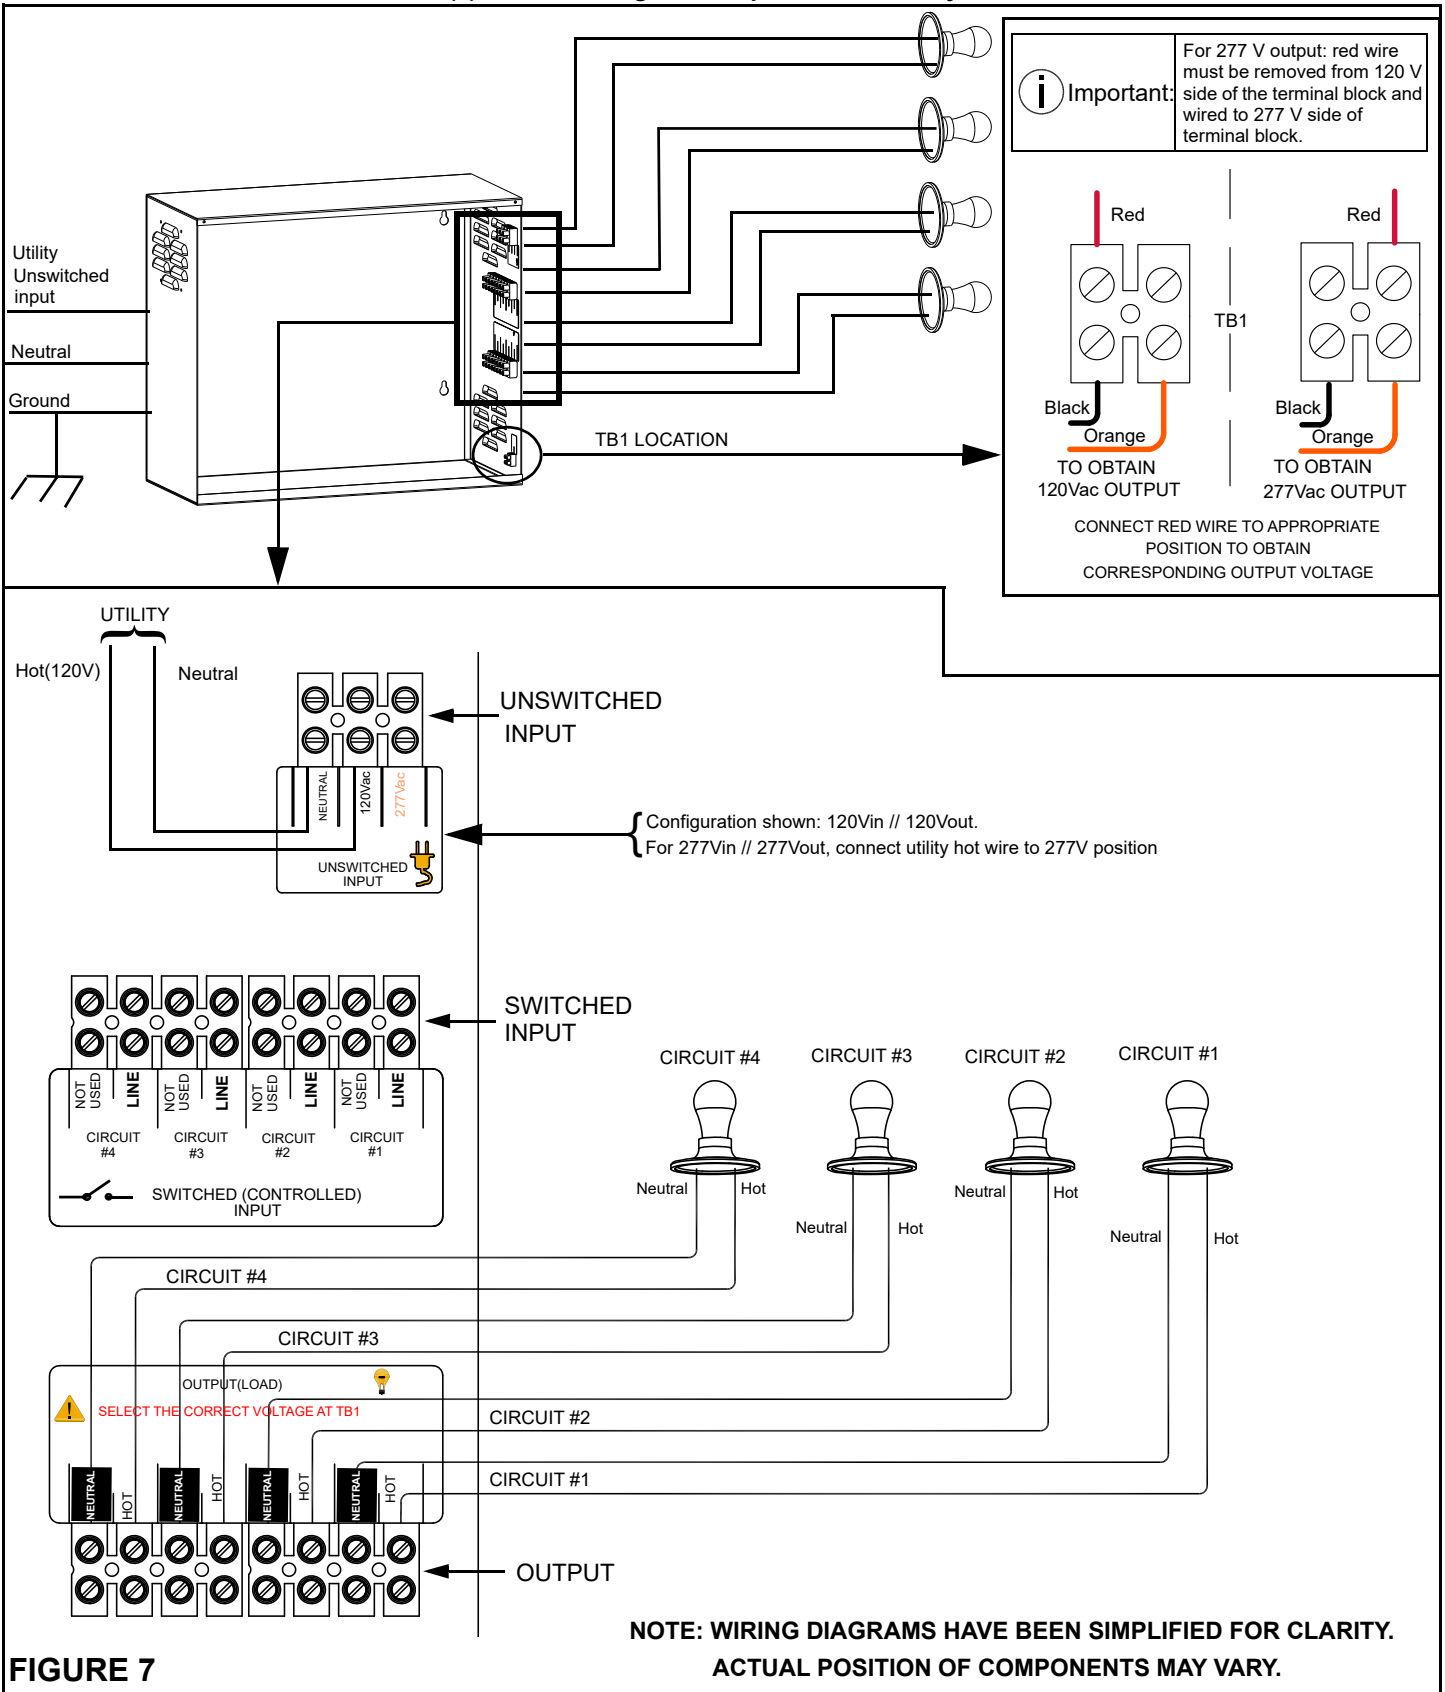 For 277 V output: red wire
must be removed from 120 V
side of the terminal block and
wired to 277 V side of
terminal block.
i Important:
Red
Red
TB1
Black
Orange
Black
Orange
TO OBTAIN
120Vac OUTPUT
TO OBTAIN
277Vac OUTPUT
CONNECT RED WIRE TO APPROPRIATE
POSITION TO OBTAIN
CORRESPONDING OUTPUT VOLTAGE
Utility
Unswitched
input
Neutral
Ground
TB1 LOCATION
UTILITY
Hot(120V)
Neutral
UNSWITCHED
INPUT
NEUTRAL
120Vac
277Vac
UNSWITCHED
INPUT
Configuration shown: 120Vin // 120Vout.
For 277Vin // 277Vout, connect utility hot wire to 277V position
SWITCHED
INPUT
NOT
USED
LINE
NOT
USED
LINE
NOT
USED
LINE
NOT
USED
LINE
CIRCUIT
#4
CIRCUIT
#3
CIRCUIT
#2
CIRCUIT
#1
SWITCHED (CONTROLLED)
INPUT
CIRCUIT #4
CIRCUIT #3
CIRCUIT #2
CIRCUIT #1
Neutral
Hot
Neutral
Hot
Neutral
Hot
Neutral
Hot
CIRCUIT #4
CIRCUIT #3
CIRCUIT #2
CIRCUIT #1
OUTPUT(LOAD)
SELECT THE CORRECT VOLTAGE AT TB1
NEUTRAL
HOT
NEUTRAL
HOT
NEUTRAL
HOT
NEUTRAL
HOT
OUTPUT
NOTE: WIRING DIAGRAMS HAVE BEEN SIMPLIFIED FOR CLARITY.
ACTUAL POSITION OF COMPONENTS MAY VARY.
FIGURE 7